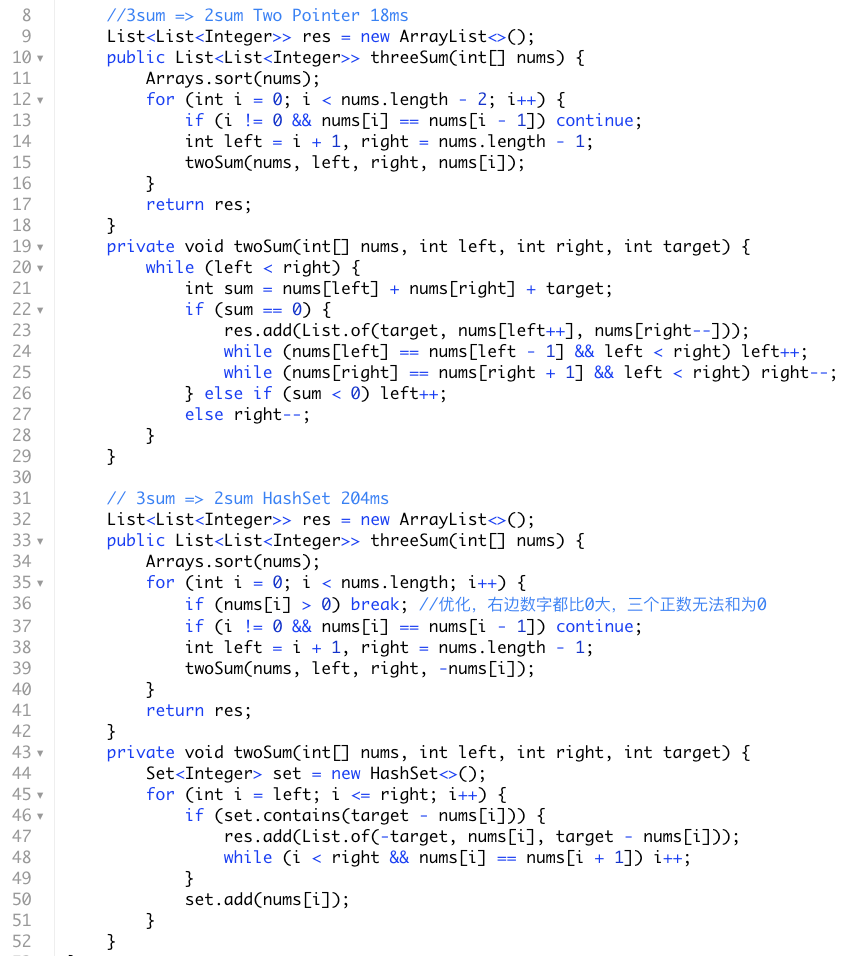 8 //3sum => 2sum Two Pointer 18ms
9 List<List<Integer>> res = new ArrayList<>();
10 public List<List<Integer>> threeSum(int[] nums) {
11 Arrays.sort(nums);
12 for (int i = 0; i < nums.length - 2; i++) {
13 if (i != 0 && nums[i] == nums[i - 1]) continue;
14 int left = i + 1, right = nums.length - 1;
15 twoSum(nums, left, right, nums[i]);
16 }
17 return res;
18 }
19 private void twoSum(int[] nums, int left, int right, int target) {
20 while (left < right) {
21 int sum = nums[left] + nums[right] + target;
22 if (sum == 0) {
23 res.add(List.of(target, nums[left++], nums[right--]));
24 while (nums[left] == nums[left - 1] && left < right) left++;
25 while (nums[right] == nums[right + 1] && left < right) right--;
26 } else if (sum < 0) left++;
27 else right--;
28 }
29 }
30
31 // 3sum => 2sum HashSet 204ms
32 List<List<Integer>> res = new ArrayList<>();
33 public List<List<Integer>> threeSum(int[] nums) {
34 Arrays.sort(nums);
35 for (int i = 0; i < nums.length; i++) {
36 if (nums[i] > 0) break; //优化，右边数字都比0大，三个正数无法和为0
37 if (i != 0 && nums[i] == nums[i - 1]) continue;
38 int left = i + 1, right = nums.length - 1;
39 twoSum(nums, left, right, -nums[i]);
40 }
41 return res;
42 }
43 private void twoSum(int[] nums, int left, int right, int target) {
44 Set<Integer> set = new HashSet<>();
45 for (int i = left; i <= right; i++) {
46 if (set.contains(target - nums[i])) {
47 res.add(List.of(-target, nums[i], target - nums[i]));
48 while (i < right && nums[i] == nums[i + 1]) i++;
49 }
50 set.add(nums[i]);
51 }
52 }